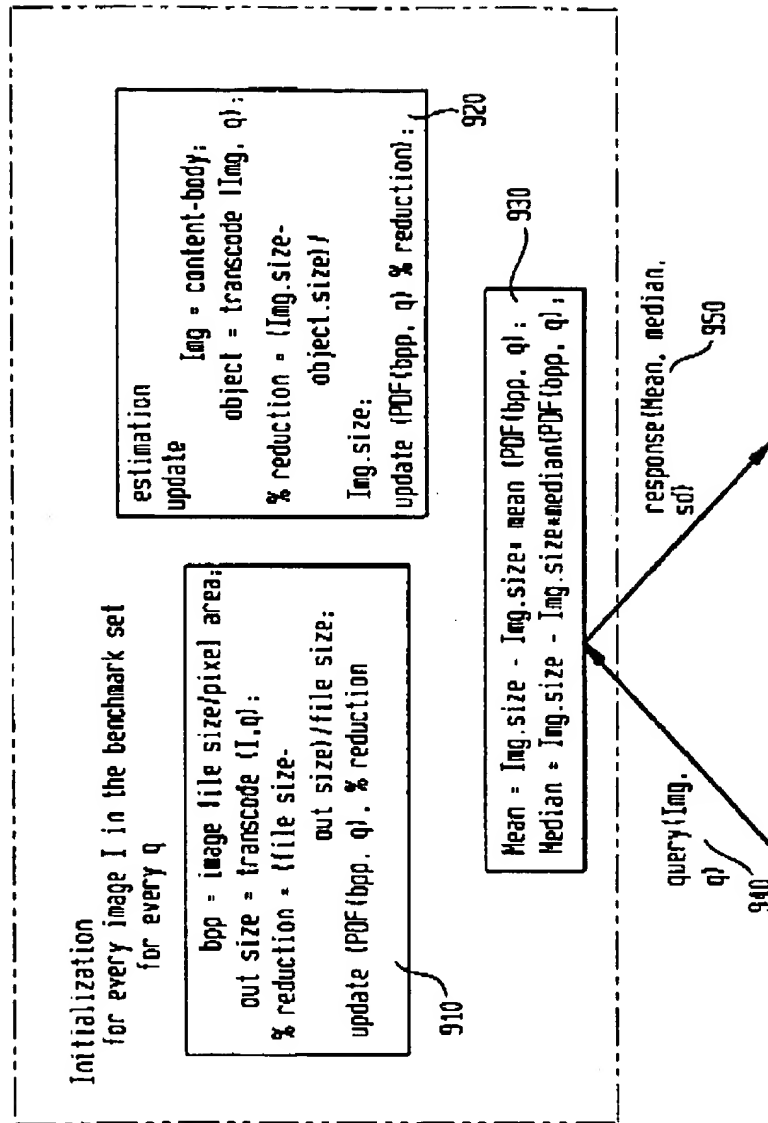 Initialization
for every image I in the benchmark set
for every q
bpp = image file size/pixel area;
out size = transcode (I,q);
% reduction = (file size-
out size)/file size;
update (PDF(bpp, q), % reduction
910
estimation
update
Img = content-body;
object = transcode (Img, q);
% reduction = (Img.size-
object.size)/
Img.size;
update (PDF(bpp, q) % reduction);
920
Mean = Img.size - Img.size* mean (PDF(bpp, q);
Median = Img.size - Img.size*median(PDF(bpp, q);
930
query(Img,
q)
940
response(Mean, median,
sd)
950